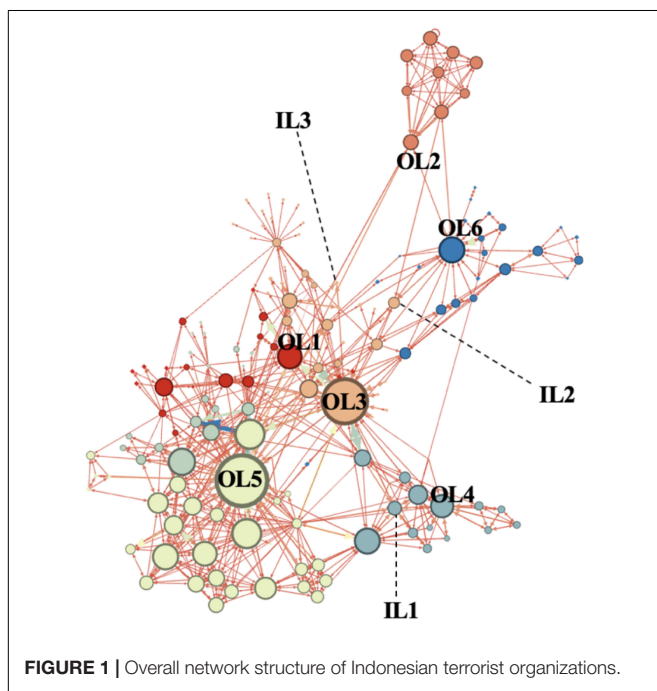 IL3
OL2
OL6
OL1
IL2
OL3
OL5
OL4
IL1
FIGURE 1 | Overall network structure of Indonesian terrorist organizations.